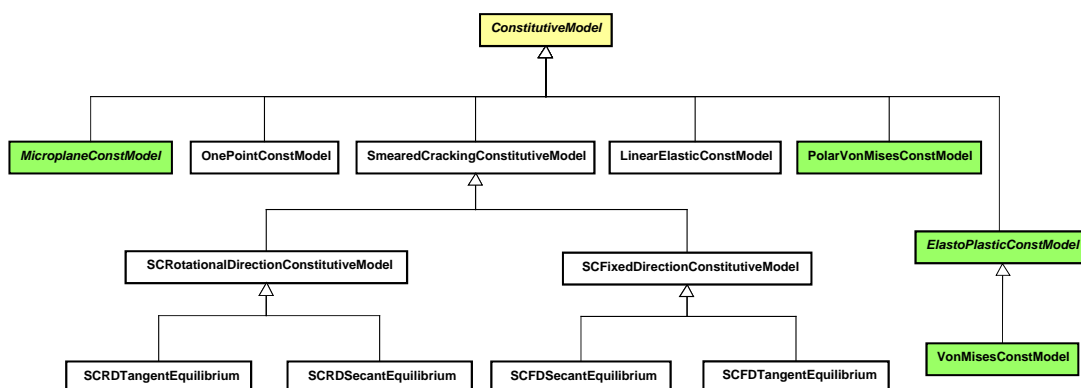 ConstitutiveModel
MicroplaneConstModel
OnePointConstModel
SmearedCrackingConstitutiveModel
LinearElasticConstModel
PolarVonMisesConstModel
ElastoPlasticConstModel
SCRotationalDirectionConstitutiveModel
SCFixedDirectionConstitutiveModel
VonMisesConstModel
SCRDTangentEquilibrium
SCRDSecantEquilibrium
SCFDSecantEquilibrium
SCFDTangentEquilibrium